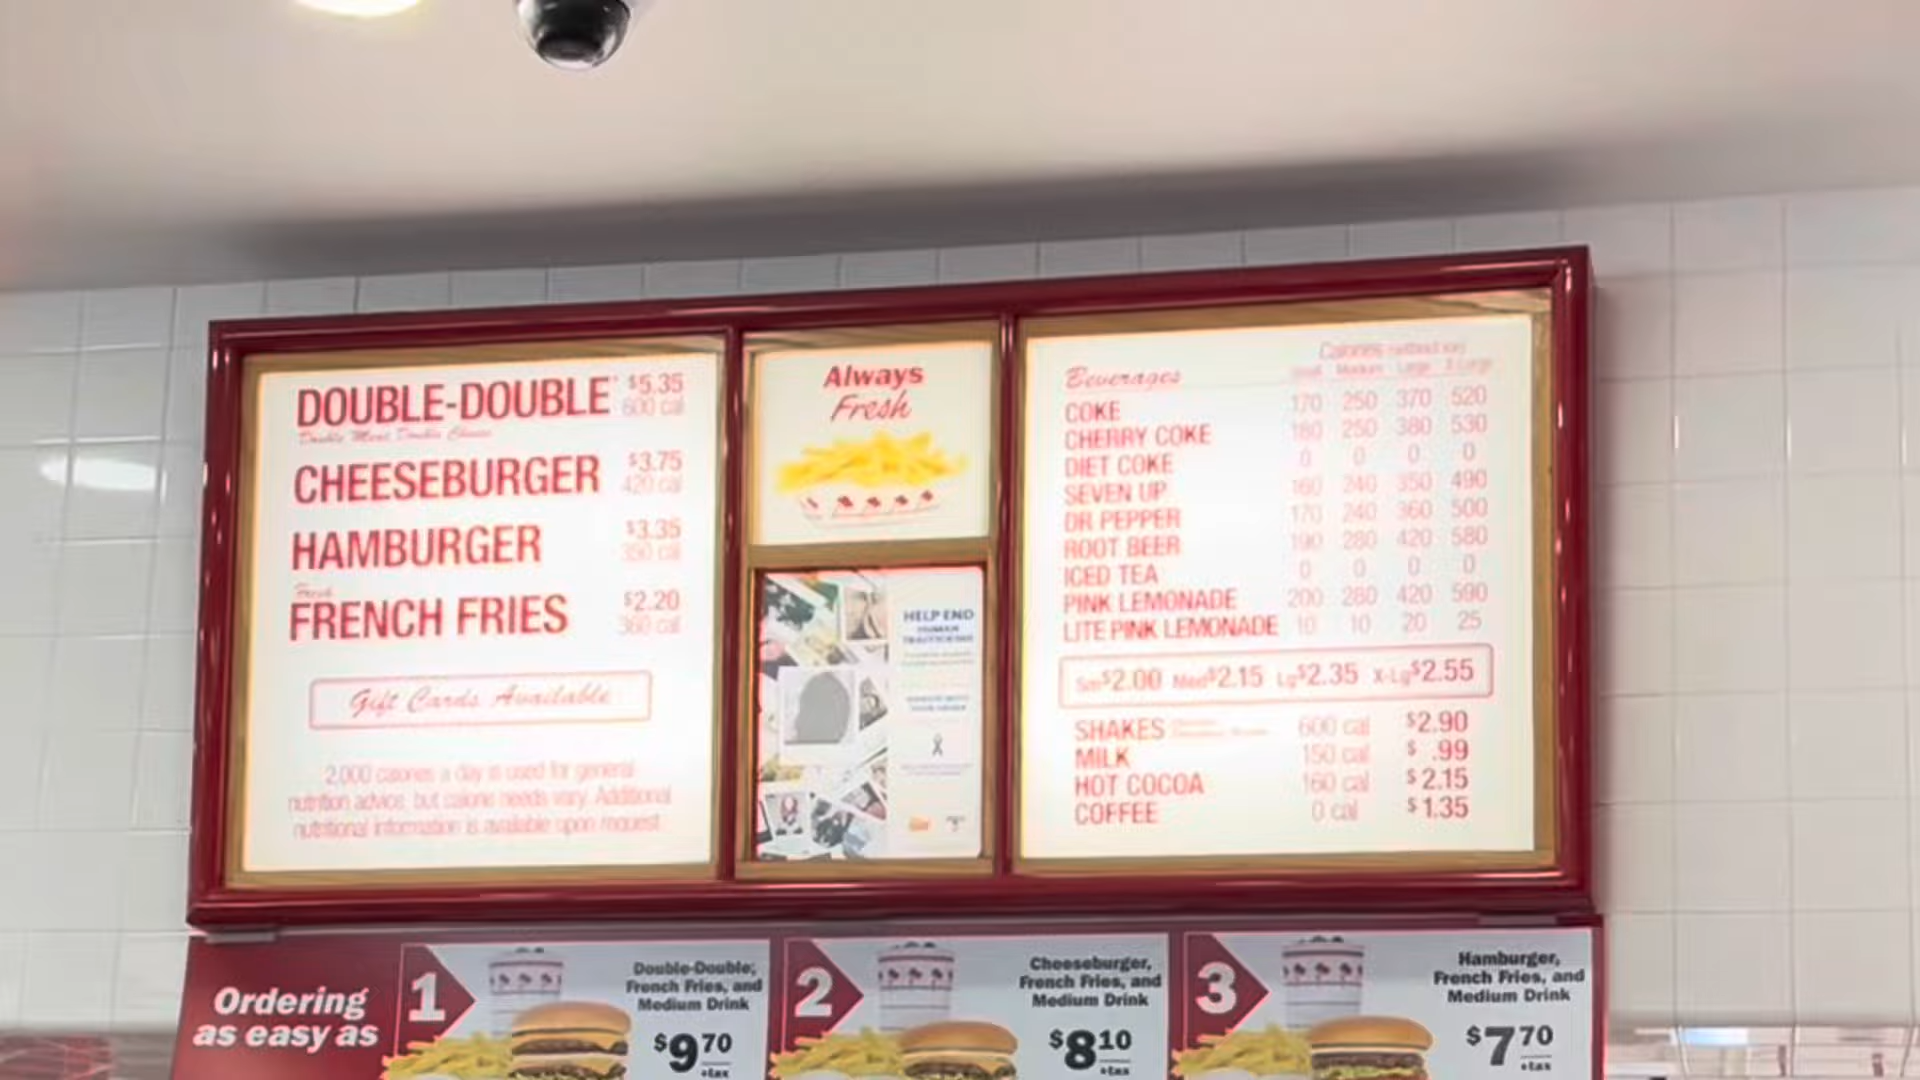 DOUBLE-DOUBLE $5.35
600 cal
Double Meat Double Cheese
CHEESEBURGER $3.75
420 cal
HAMBURGER $3.35
350 cal
Fresh
FRENCH FRIES $2.20
360 cal
Gift Cards Available
2,000 calories a day is used for general
nutrition advice, but calorie needs vary. Additional
nutritional information is available upon request.
Always
Fresh
HELP END
HUMAN
TRAFFICKING
Beverages
Calories
Medium Large X-Large
COKE 170 250 370 520
CHERRY COKE 180 250 380 530
DIET COKE 0 0 0 0
SEVEN UP 160 240 350 490
DR PEPPER 170 240 360 500
ROOT BEER 190 280 420 580
ICED TEA 0 0 0 0
PINK LEMONADE 200 280 420 590
LITE PINK LEMONADE 10 10 20 25
Sm $2.00 Med $2.15 Lg $2.35 X-Lg $2.55
SHAKES 600 cal $2.90
MILK 150 cal $ .99
HOT COCOA 160 cal $2.15
COFFEE 0 cal $1.35
Ordering
as easy as
1
Double-Double,
French Fries, and
Medium Drink
$9 70
+tax
2
Cheeseburger,
French Fries, and
Medium Drink
$8 10
+tax
3
Hamburger,
French Fries, and
Medium Drink
$7 70
+tax